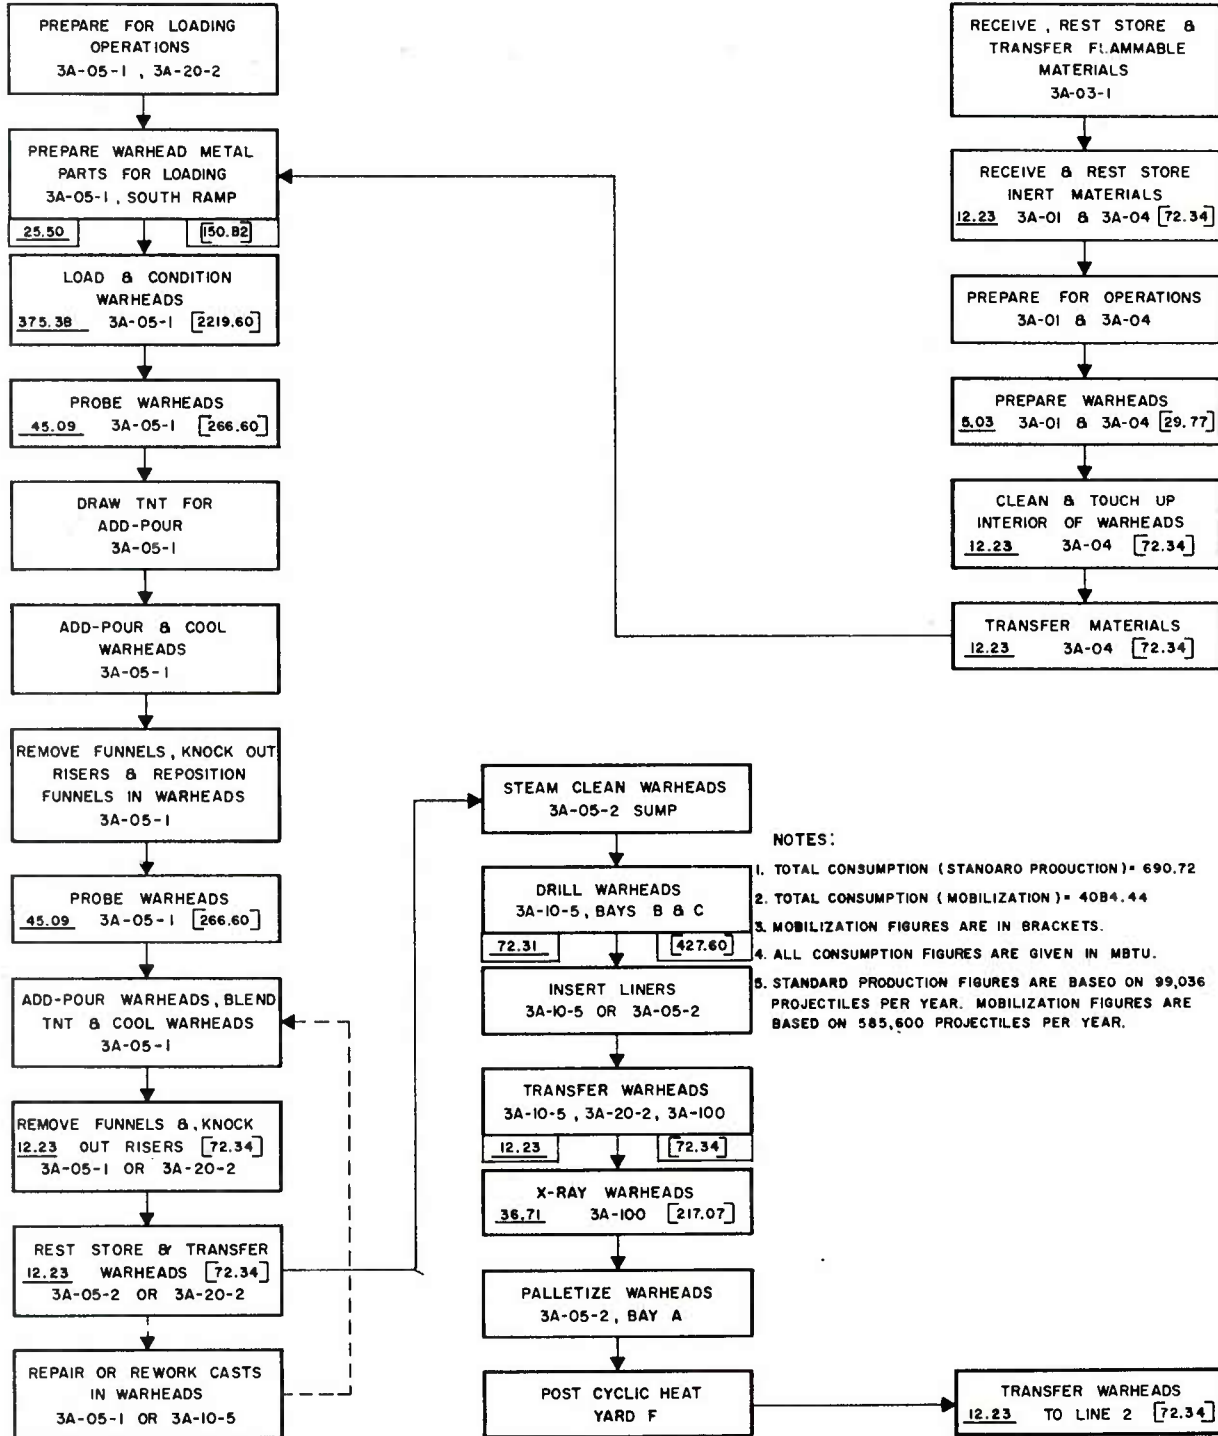 PREPARE FOR LOADING
OPERATIONS
3A-05-1 , 3A-20-2
PREPARE WARHEAD METAL
PARTS FOR LOADING
3A-05-1 , SOUTH RAMP
25.50 [150.82]
LOAD & CONDITION
WARHEADS
375.38 3A-05-1 [2219.60]
PROBE WARHEADS
45.09 3A-05-1 [266.60]
DRAW TNT FOR
ADD-POUR
3A-05-1
ADD-POUR & COOL
WARHEADS
3A-05-1
REMOVE FUNNELS , KNOCK OUT
RISERS & REPOSITION
FUNNELS IN WARHEADS
3A-05-1
PROBE WARHEADS
45.09 3A-05-1 [266.60]
ADD-POUR WARHEADS , BLEND
TNT & COOL WARHEADS
3A-05-1
REMOVE FUNNELS & KNOCK
12.23 OUT RISERS [72.34]
3A-05-1 OR 3A-20-2
REST STORE & TRANSFER
12.23 WARHEADS [72.34]
3A-05-2 OR 3A-20-2
REPAIR OR REWORK CASTS
IN WARHEADS
3A-05-1 OR 3A-10-5
RECEIVE , REST STORE &
TRANSFER FLAMMABLE
MATERIALS
3A-03-1
RECEIVE & REST STORE
INERT MATERIALS
12.23 3A-01 & 3A-04 [72.34]
PREPARE FOR OPERATIONS
3A-01 & 3A-04
PREPARE WARHEADS
5.03 3A-01 & 3A-04 [29.77]
CLEAN & TOUCH UP
INTERIOR OF WARHEADS
12.23 3A-04 [72.34]
TRANSFER MATERIALS
12.23 3A-04 [72.34]
STEAM CLEAN WARHEADS
3A-05-2 SUMP
DRILL WARHEADS
3A-10-5, BAYS B & C
72.31 [427.60]
INSERT LINERS
3A-10-5 OR 3A-05-2
TRANSFER WARHEADS
3A-10-5 , 3A-20-2, 3A-100
12.23 [72.34]
X-RAY WARHEADS
36.71 3A-100 [217.07]
PALLETIZE WARHEADS
3A-05-2, BAY A
POST CYCLIC HEAT
YARD F
TRANSFER WARHEADS
12.23 TO LINE 2 [72.34]
NOTES:
1. TOTAL CONSUMPTION (STANDARD PRODUCTION) = 690.72
2. TOTAL CONSUMPTION (MOBILIZATION) = 4084.44
3. MOBILIZATION FIGURES ARE IN BRACKETS.
4. ALL CONSUMPTION FIGURES ARE GIVEN IN MBTU.
5. STANDARD PRODUCTION FIGURES ARE BASED ON 99,036
PROJECTILES PER YEAR. MOBILIZATION FIGURES ARE
BASED ON 585,600 PROJECTILES PER YEAR.